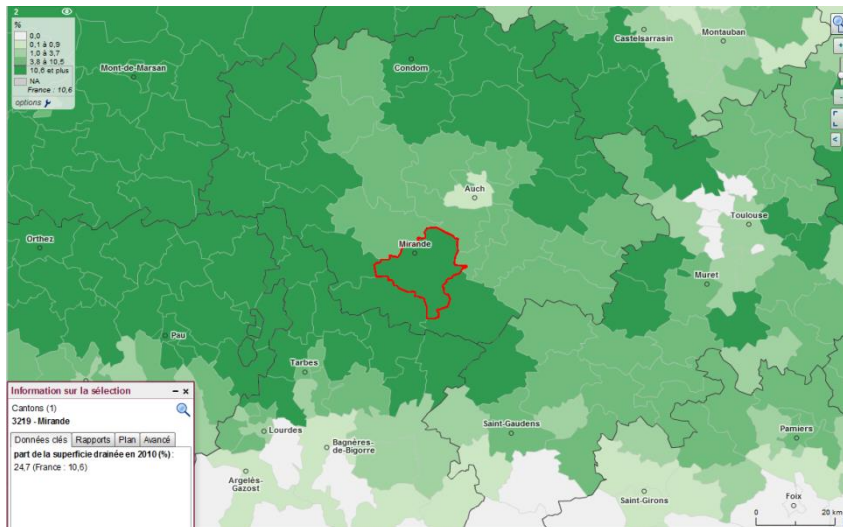 2
%
0,0
0,1 à 0,9
1,0 à 3,7
3,8 à 10,5
10,6 et plus
NA
France : 10,6
options
Castelsarrasin
Montauban
Mont-de-Marsan
Condom
Auch
Toulouse
Orthez
Mirande
Muret
Pau
Tarbes
Lourdes
Bagnères-
de-Bigorre
Saint-Gaudens
Pamiers
Argelès-
Gazost
Saint-Girons
Foix
0 20 km
+
-
<
Information sur la sélection - ×
Cantons (1)
3219 - Mirande
Données clés Rapports Plan Avancé
part de la superficie drainée en 2010 (%) :
24,7 (France : 10,6)